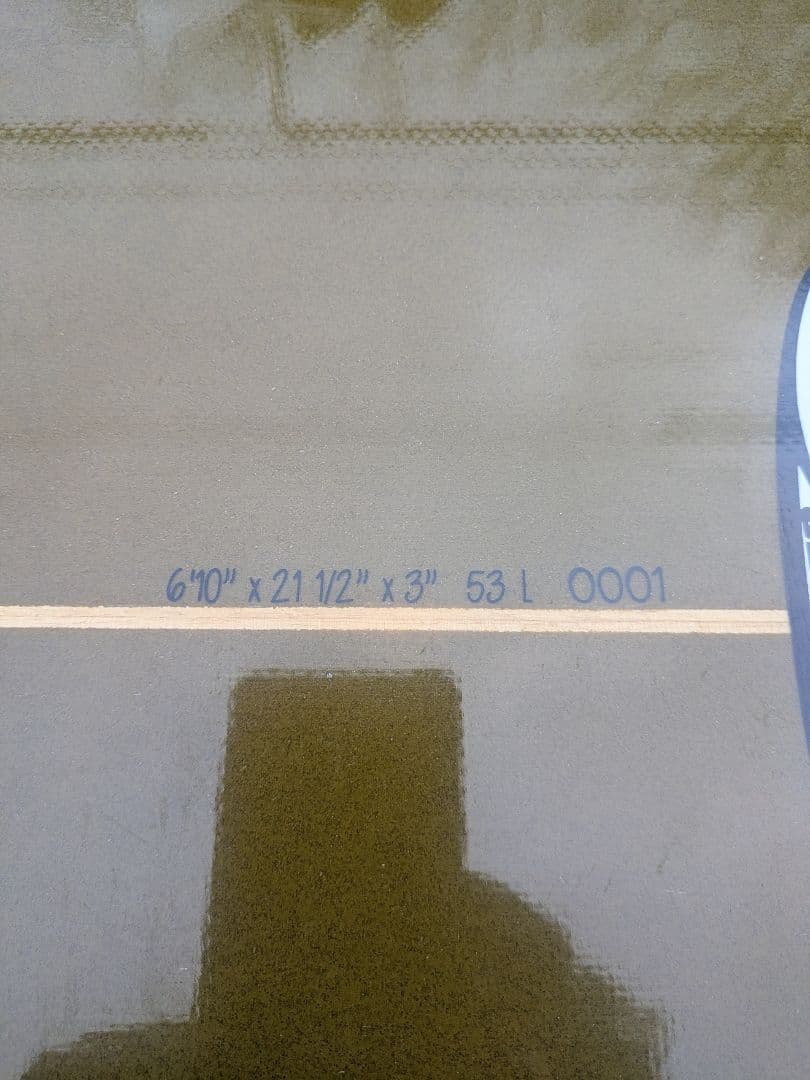 6'10" x 21 1/2" x 3" 53 L 0001